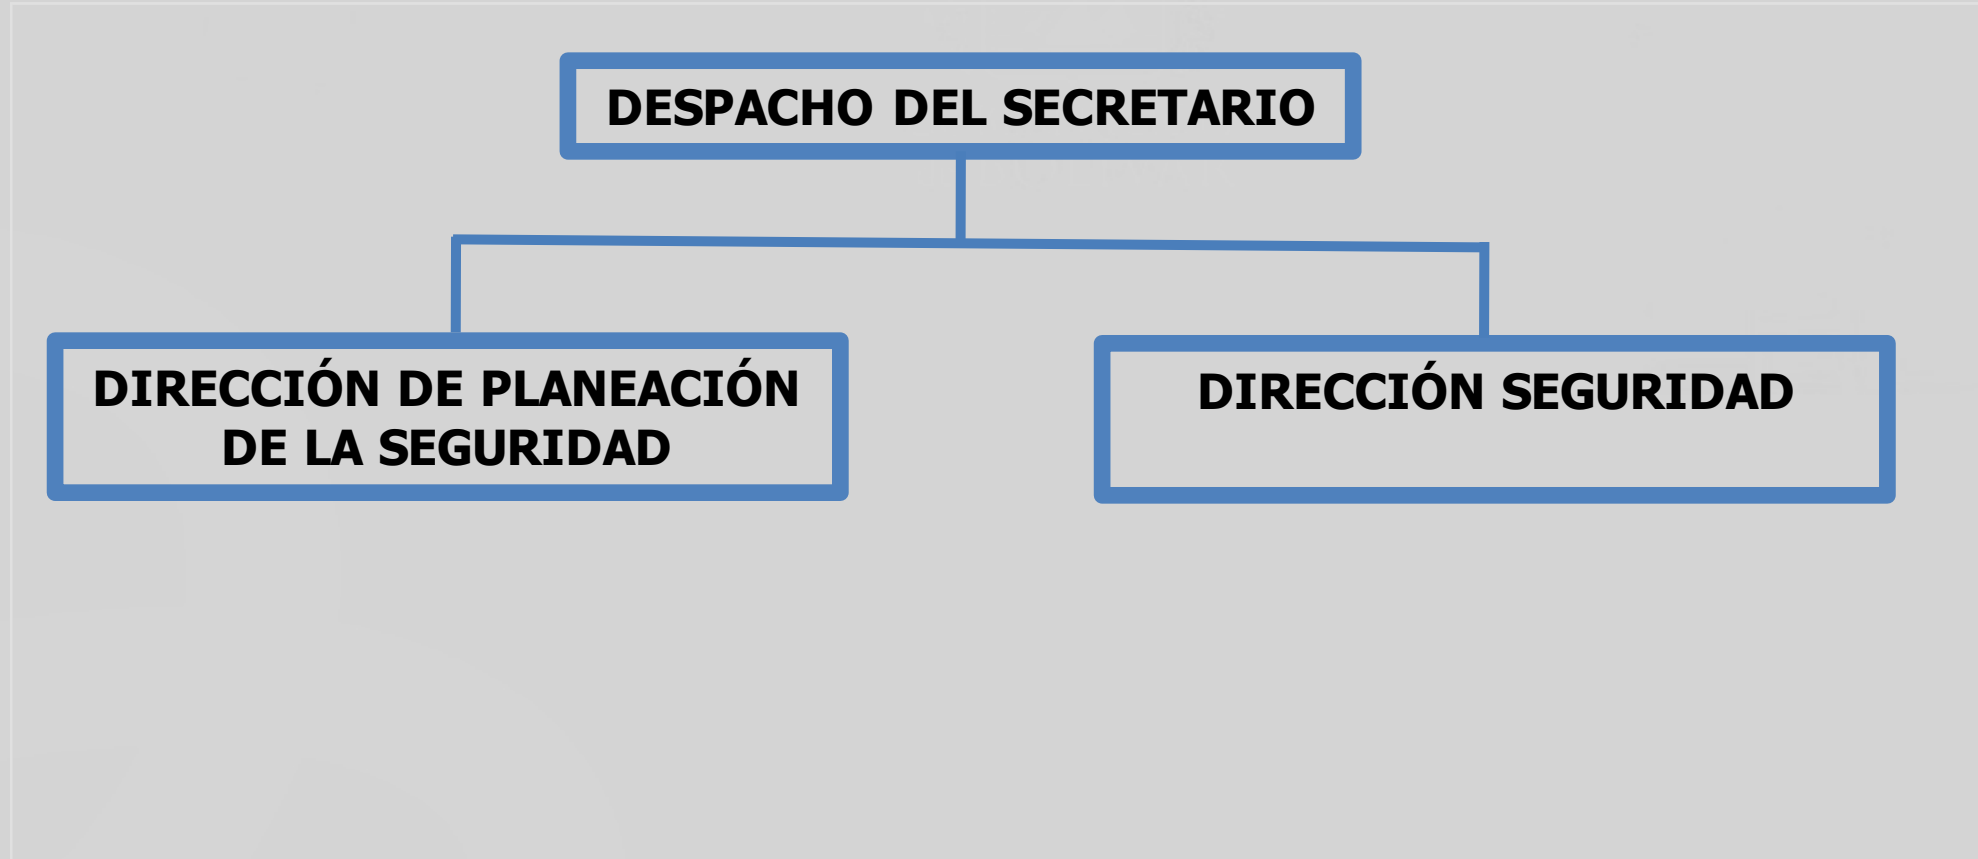 DESPACHO DEL SECRETARIO
DIRECCIÓN DE PLANEACIÓN
DE LA SEGURIDAD
DIRECCIÓN SEGURIDAD